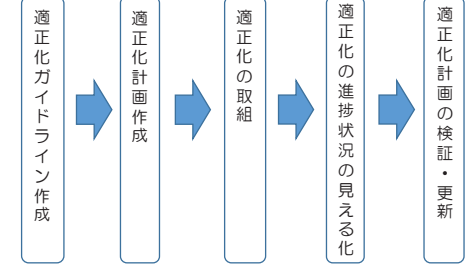 適正化ガイドライン作成
適正化計画作成
適正化の取組
適正化の進捗状況の見える化
適正化計画の検証・更新